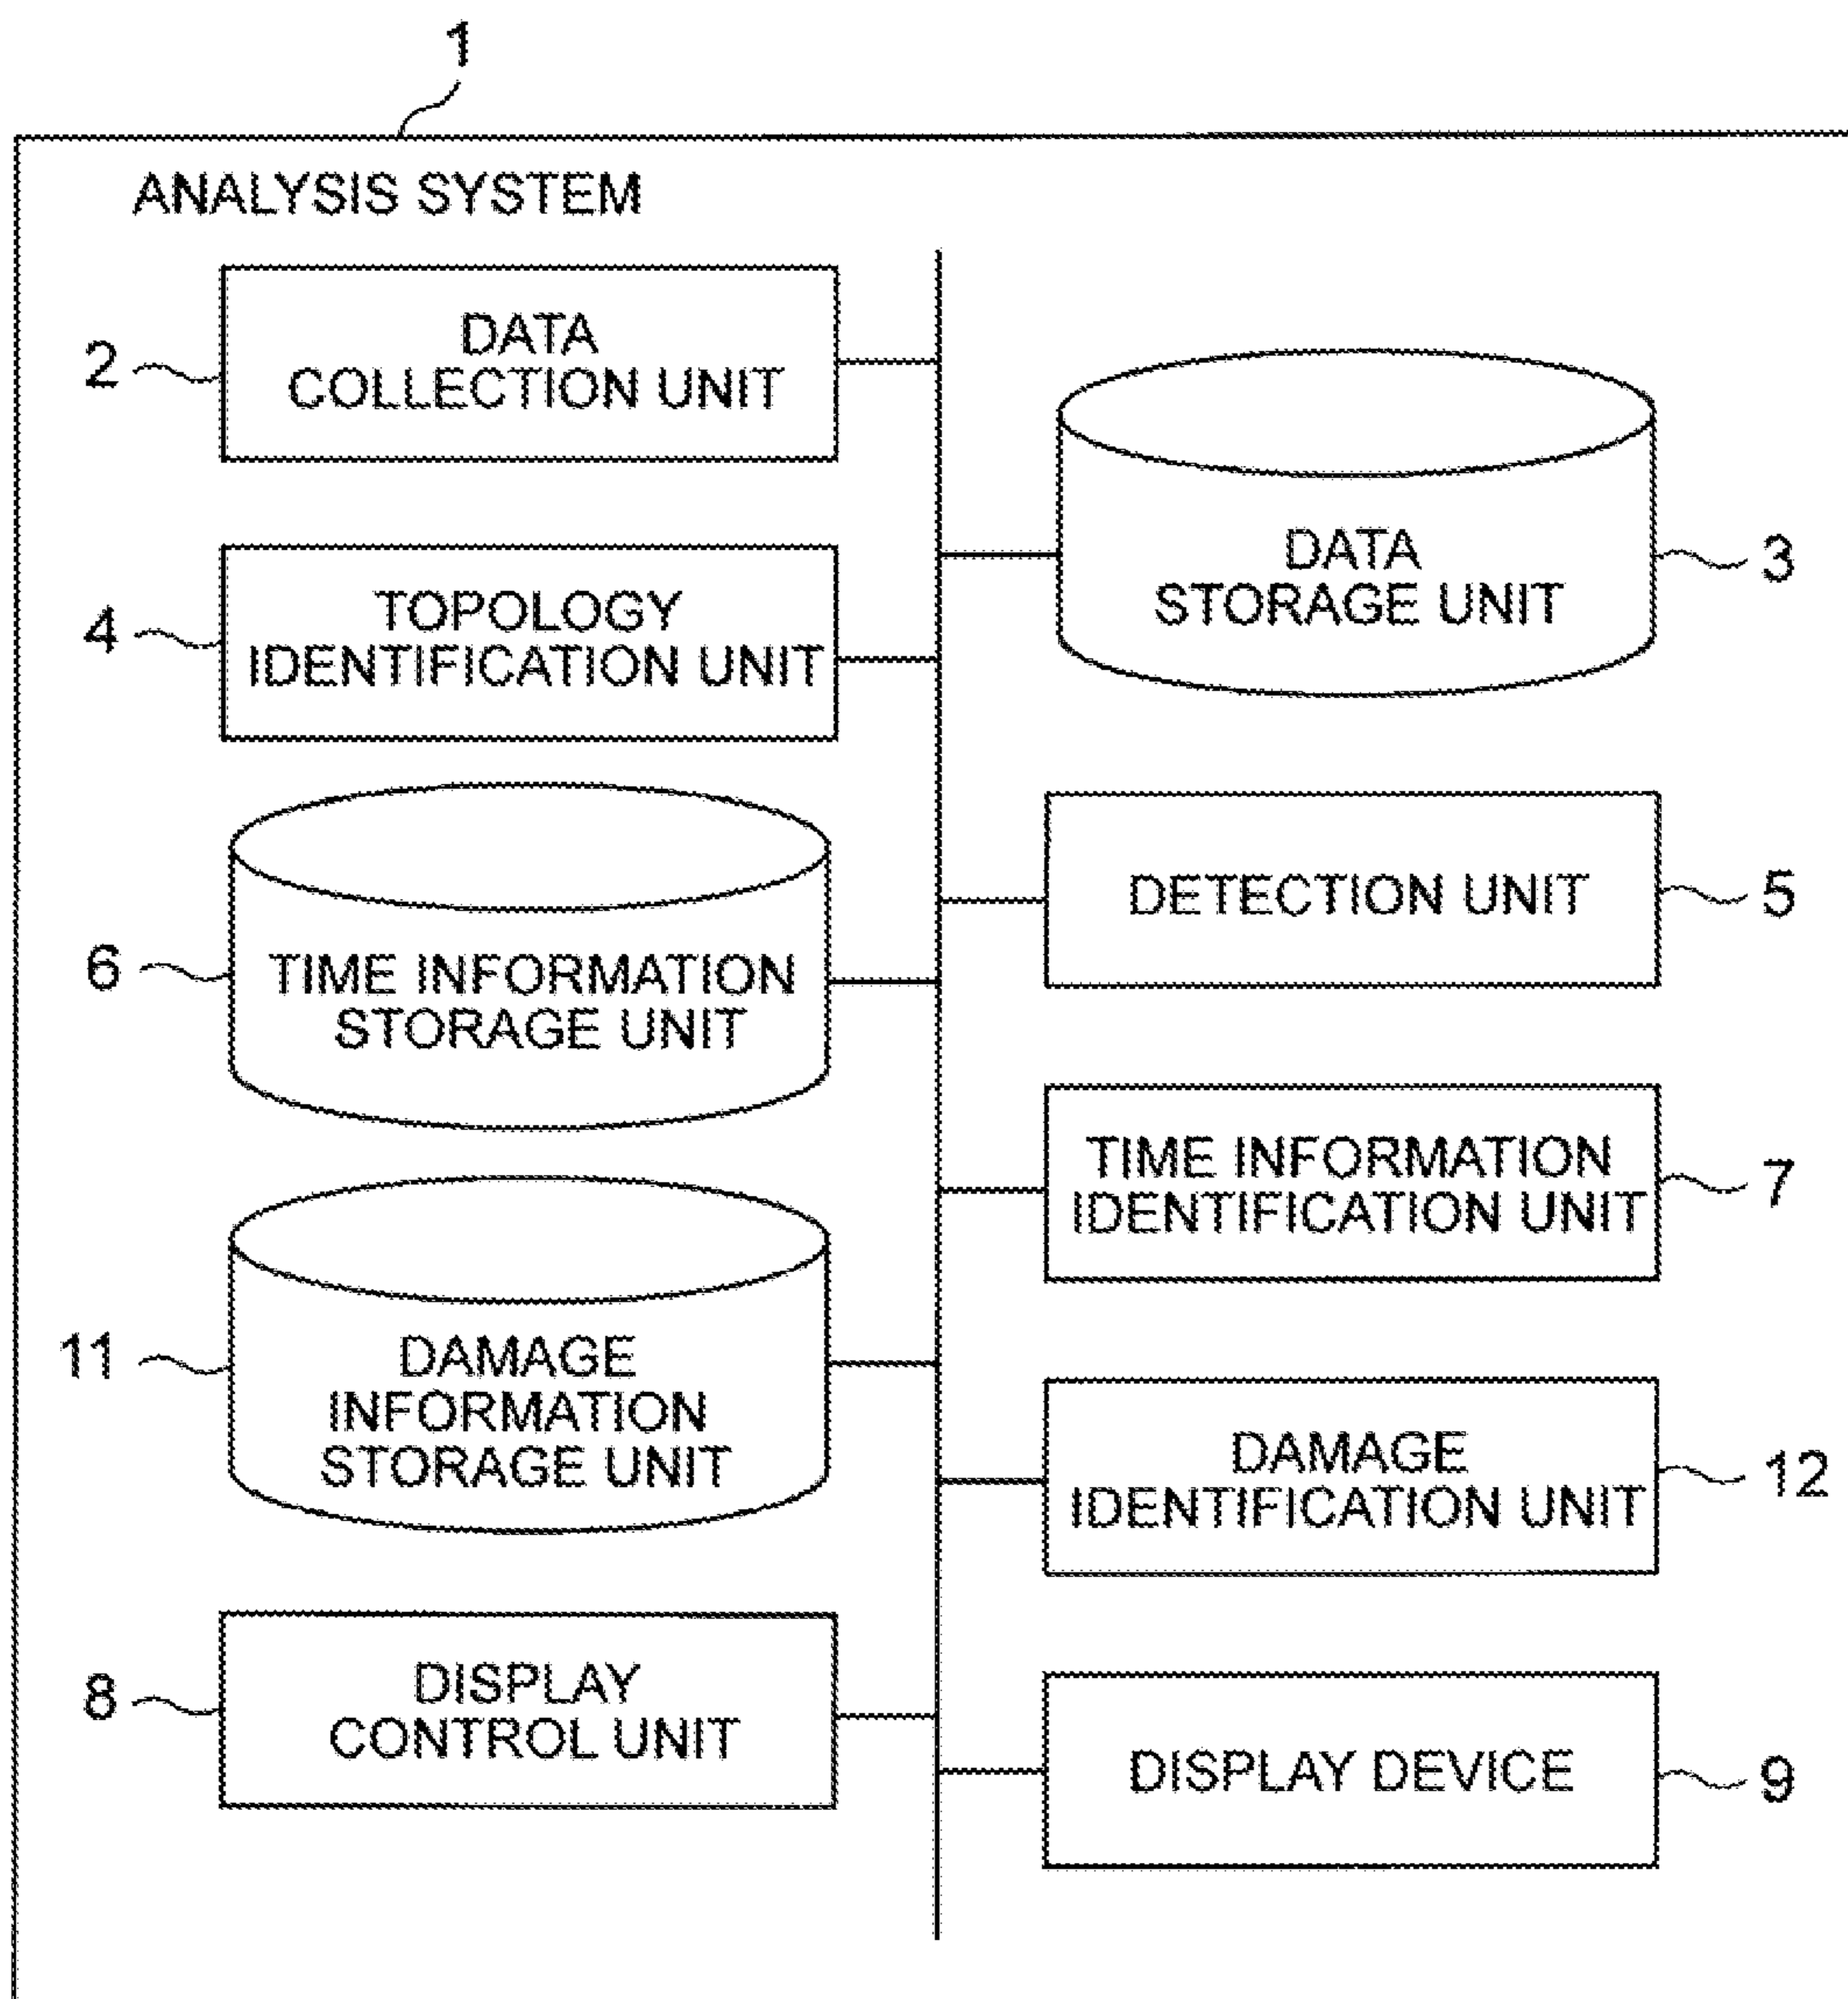 1
ANALYSIS SYSTEM
2
DATA
COLLECTION UNIT
DATA
STORAGE UNIT
3
4
TOPOLOGY
IDENTIFICATION UNIT
DETECTION UNIT
5
6
TIME INFORMATION
STORAGE UNIT
TIME INFORMATION
IDENTIFICATION UNIT
7
11
DAMAGE
INFORMATION
STORAGE UNIT
DAMAGE
IDENTIFICATION UNIT
12
8
DISPLAY
CONTROL UNIT
DISPLAY DEVICE
9